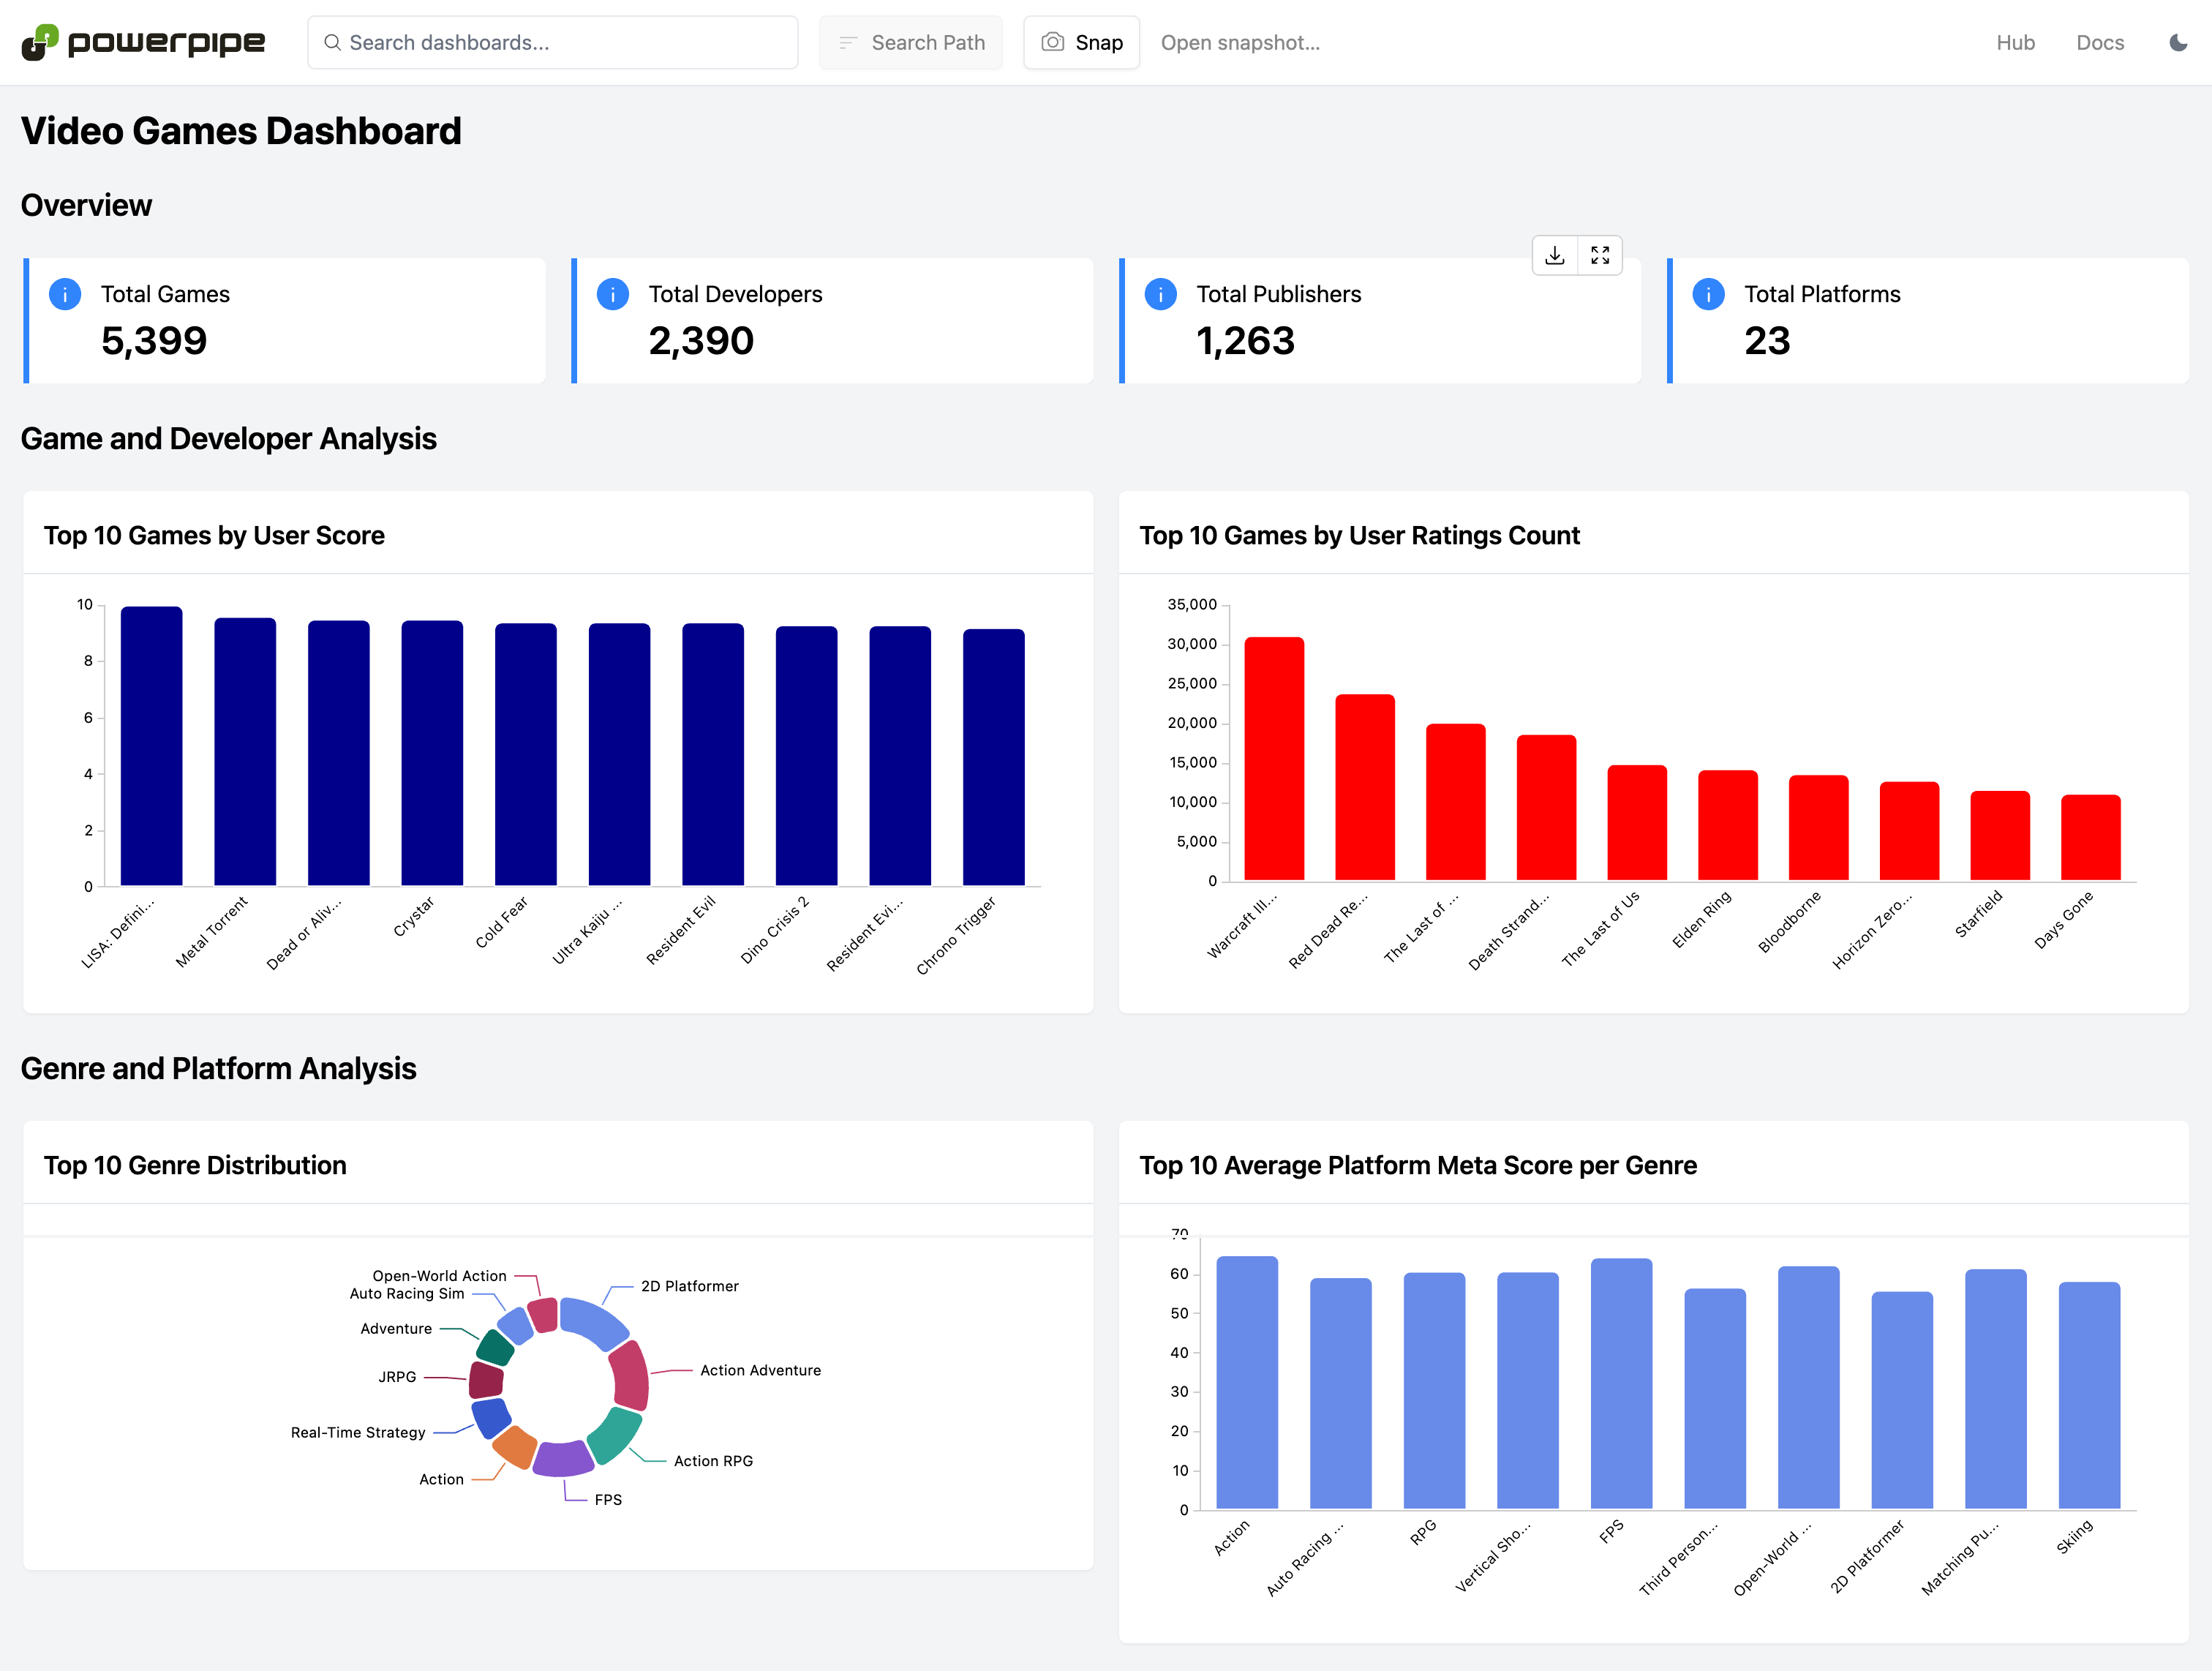 powerpipe
Search dashboards...
Search Path
Snap
Open snapshot...
Hub
Docs
Video Games Dashboard
Overview
Total Games
5,399
Total Developers
2,390
Total Publishers
1,263
Total Platforms
23
Game and Developer Analysis
Top 10 Games by User Score
10
8
6
4
2
0
LISA: Defini...
Metal Torrent
Dead or Aliv...
Crystar
Cold Fear
Ultra Kaiju ...
Resident Evil
Dino Crisis 2
Resident Evi...
Chrono Trigger
Top 10 Games by User Ratings Count
35,000
30,000
25,000
20,000
15,000
10,000
5,000
0
Warcraft III...
Red Dead Re...
The Last of ...
Death Strand...
The Last of Us
Elden Ring
Bloodborne
Horizon Zero...
Starfield
Days Gone
Genre and Platform Analysis
Top 10 Genre Distribution
Open-World Action
Auto Racing Sim
Adventure
JRPG
Real-Time Strategy
Action
FPS
Action RPG
Action Adventure
2D Platformer
Top 10 Average Platform Meta Score per Genre
70
60
50
40
30
20
10
0
Action
Auto Racing ...
RPG
Vertical Sho...
FPS
Third Person...
Open-World ...
2D Platformer
Matching Pu...
Skiing